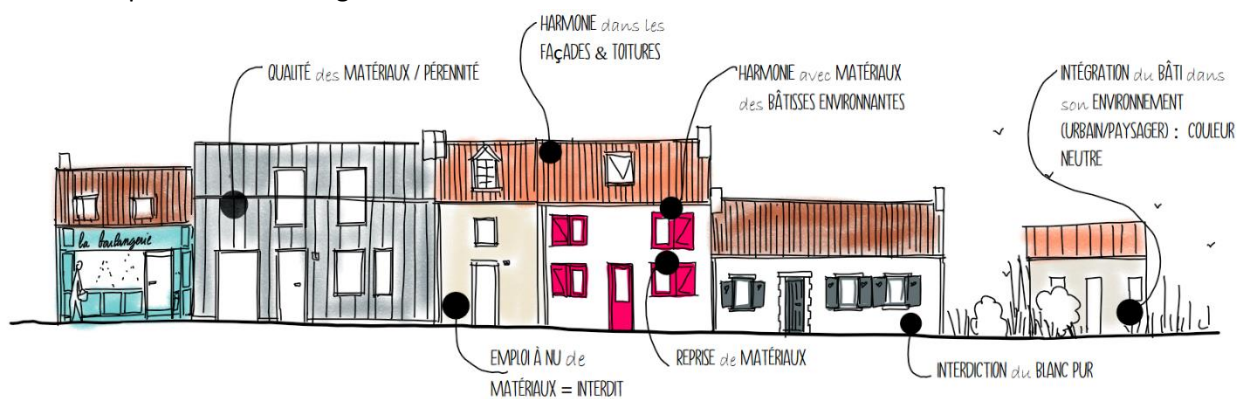 HARMONIE dans les
FAÇADES & TOITURES
QUALITÉ des MATÉRIAUX / PÉRENNITÉ
HARMONIE avec MATÉRIAUX
des BÂTISSES ENVIRONNANTES
INTÉGRATION du BÂTI dans
son ENVIRONNEMENT
(URBAIN/PAYSAGER) : COULEUR
NEUTRE
la boulangerie
EMPLOI À NU de
MATÉRIAUX = INTERDIT
REPRISE de MATÉRIAUX
INTERDICTION du BLANC PUR